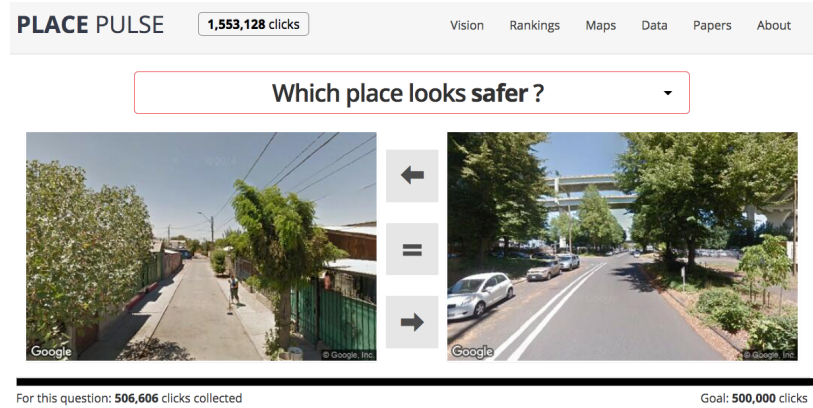 PLACE PULSE
1,553,128 clicks
Vision Rankings Maps Data Papers About
Which place looks safer ?
Google
© Google, Inc.
Google
© Google, Inc.
For this question: 506,606 clicks collected
Goal: 500,000 clicks